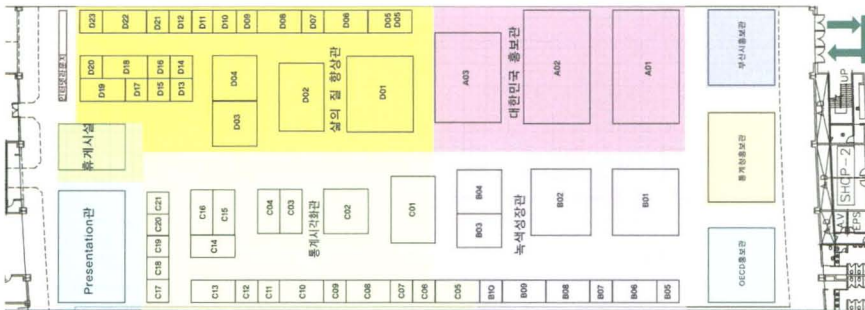 D23
D22
D21
D12
D11
D10
D09
D08
D07
D06
D05
D05
D20
D18
D16
D14
D19
D17
D15
D13
D04
D03
D02
D01
삶의 질 향상관
A03
A02
A01
대한민국 홍보관
부산시홍보관
통계청홍보관
OECD홍보관
휴게시설
Presentation관
C21
C20
C19
C18
C17
C16
C15
C14
C04
C03
C02
C01
통계시각화관
C13
C12
C11
C10
C09
C08
C07
C06
C05
B04
B03
B02
B01
녹색성장관
B10
B09
B08
B07
B06
B05
UP
SHOP-2
A.V
EPS